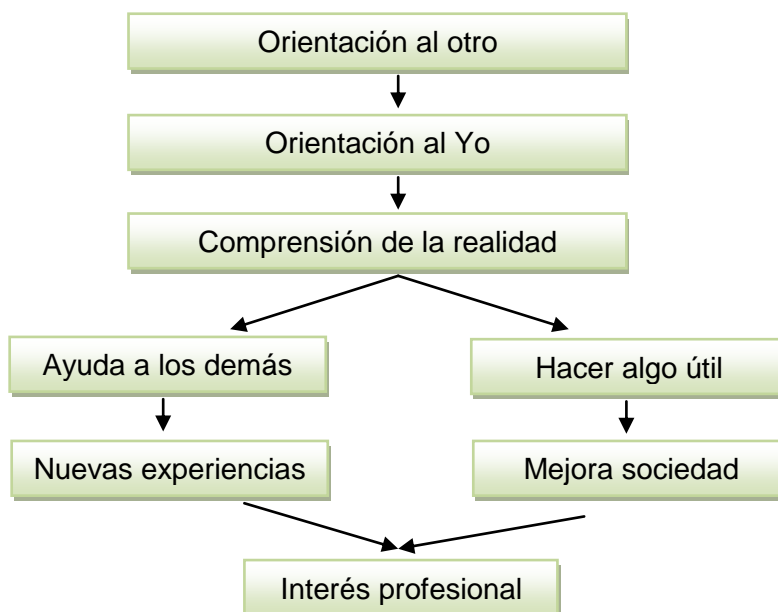 Orientación al otro
Orientación al Yo
Comprensión de la realidad
Ayuda a los demás
Hacer algo útil
Nuevas experiencias
Mejora sociedad
Interés profesional